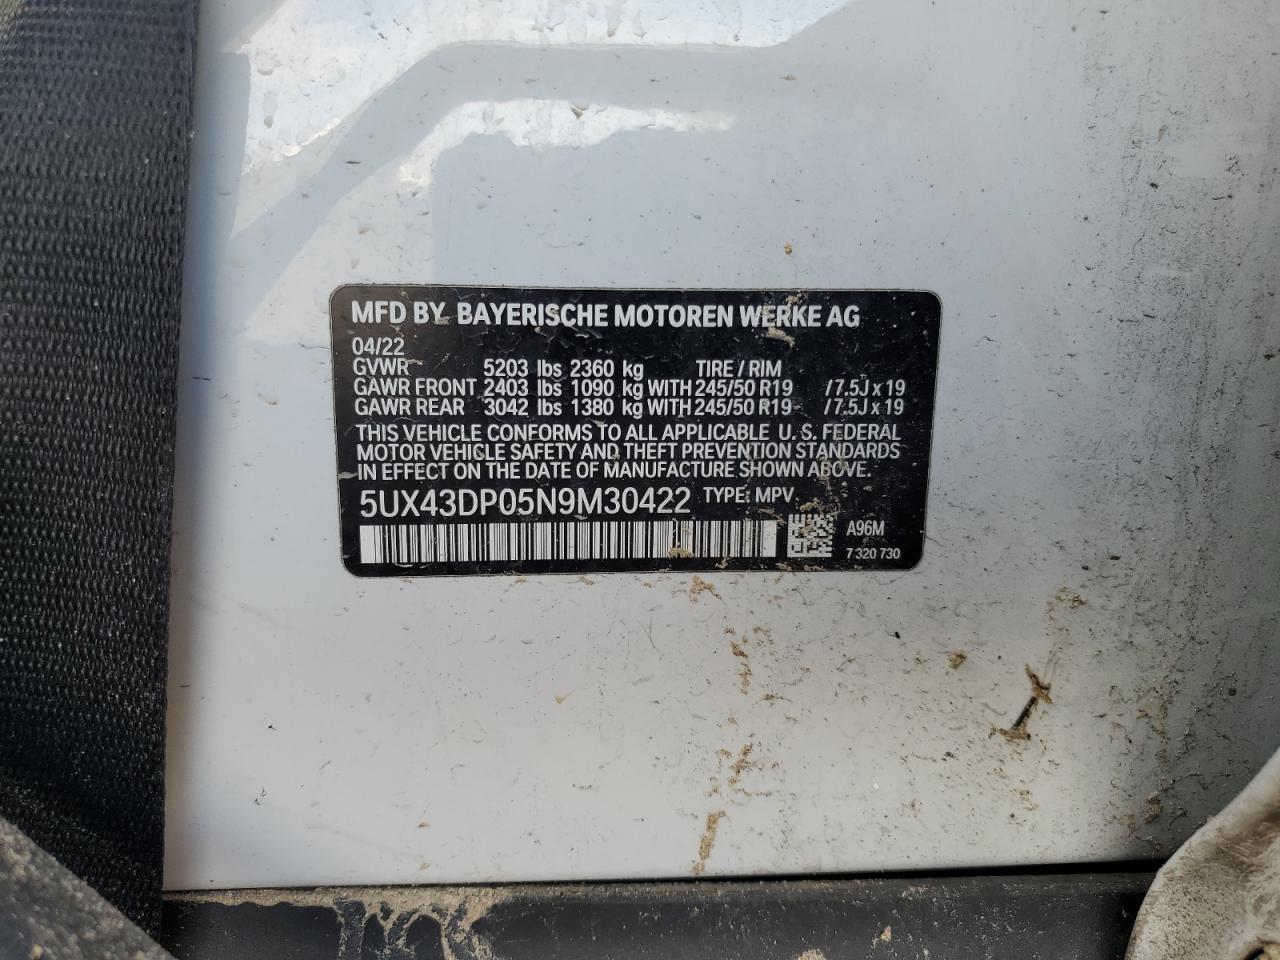 MFD BY BAYERISCHE MOTOREN WERKE AG
04/22
GVWR 5203 lbs 2360 kg TIRE / RIM
GAWR FRONT 2403 lbs 1090 kg WITH 245/50 R19 / 7.5J x 19
GAWR REAR 3042 lbs 1380 kg WITH 245/50 R19 / 7.5J x 19
THIS VEHICLE CONFORMS TO ALL APPLICABLE U. S. FEDERAL
MOTOR VEHICLE SAFETY AND THEFT PREVENTION STANDARDS
IN EFFECT ON THE DATE OF MANUFACTURE SHOWN ABOVE.
5UX43DP05N9M30422 TYPE: MPV
A96M
7 320 730